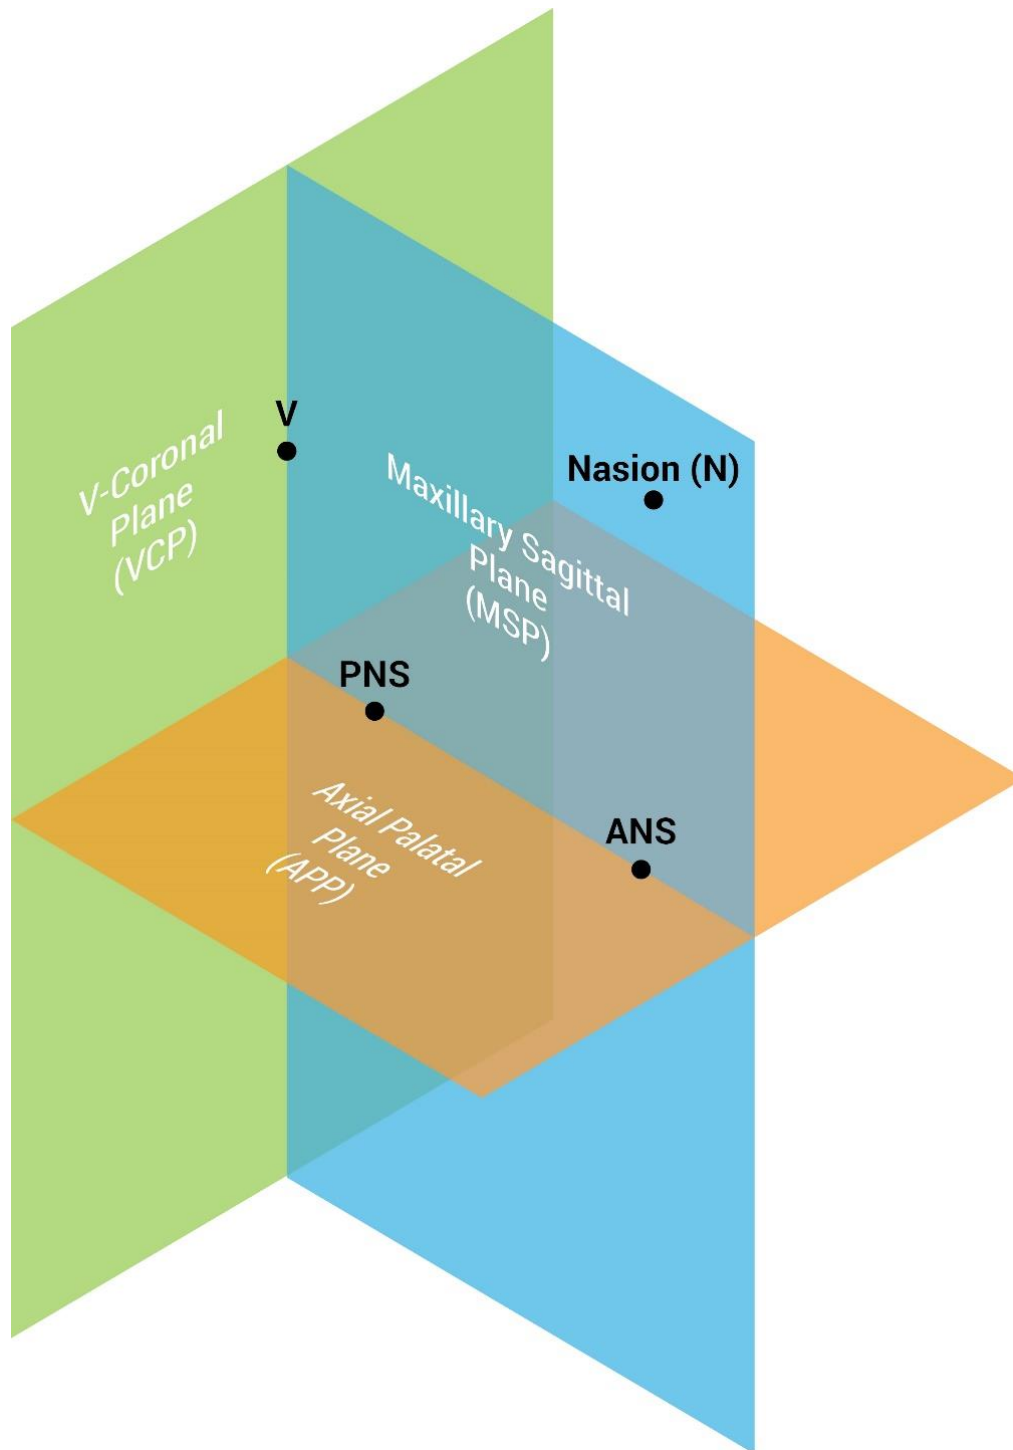 V
V-Coronal
Plane
(VCP)
Nasion (N)
Maxillary Sagittal
Plane
(MSP)
PNS
Axial Palatal
Plane
(APP)
ANS